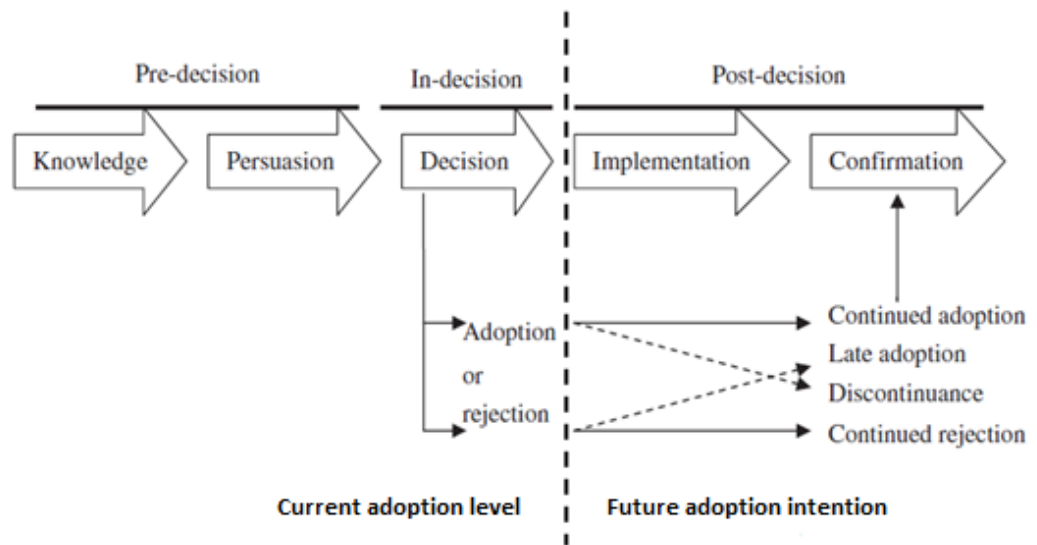 Pre-decision
In-decision
Post-decision
Knowledge
Persuasion
Decision
Implementation
Confirmation
Adoption
or
rejection
Continued adoption
Late adoption
Discontinuance
Continued rejection
Current adoption level
Future adoption intention